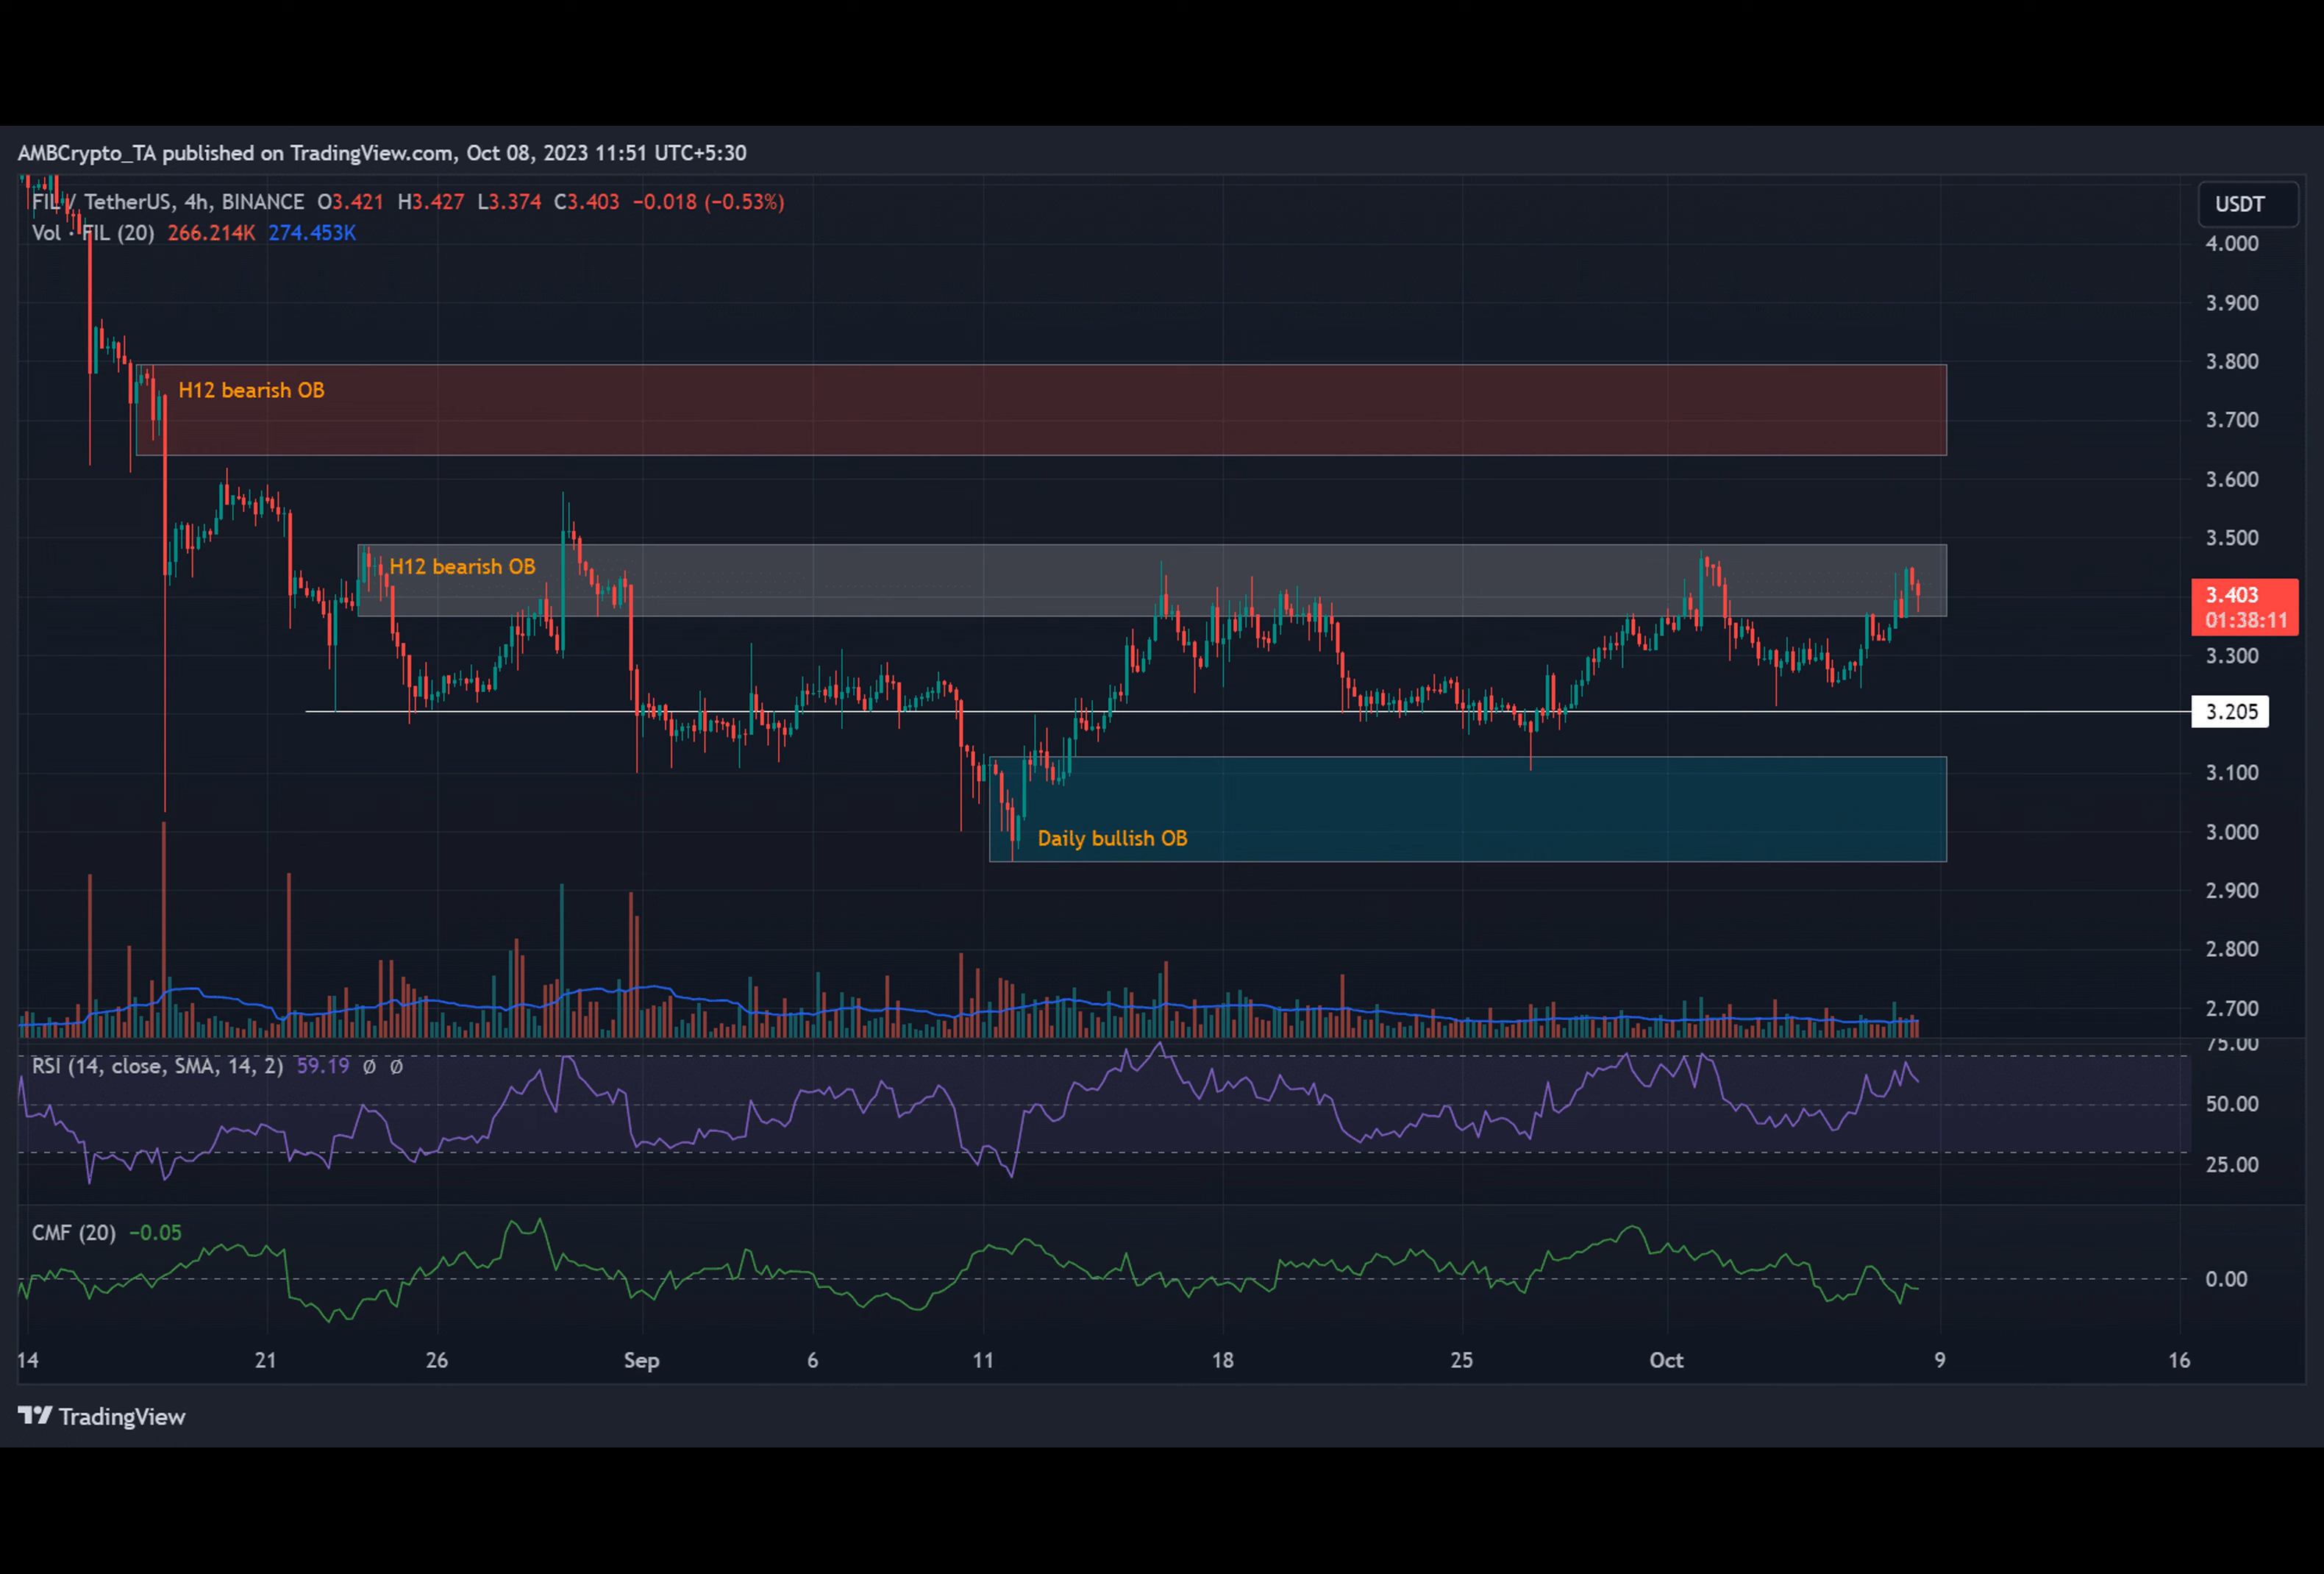 AMBCrypto_TA published on TradingView.com, Oct 08, 2023 11:51 UTC+5:30
FIL / TetherUS, 4h, BINANCE O3.421 H3.427 L3.374 C3.403 −0.018 (−0.53%)
Vol · FIL (20) 266.214K 274.453K
USDT
4.000
3.900
3.800
H12 bearish OB
3.700
3.600
3.500
H12 bearish OB
3.403
01:38:11
3.300
3.205
3.100
3.000
Daily bullish OB
2.900
2.800
2.700
75.00
RSI (14, close, SMA, 14, 2) 59.19 Ø Ø
50.00
25.00
CMF (20) −0.05
0.00
14 21 26 Sep 6 11 18 25 Oct 9 16
TradingView